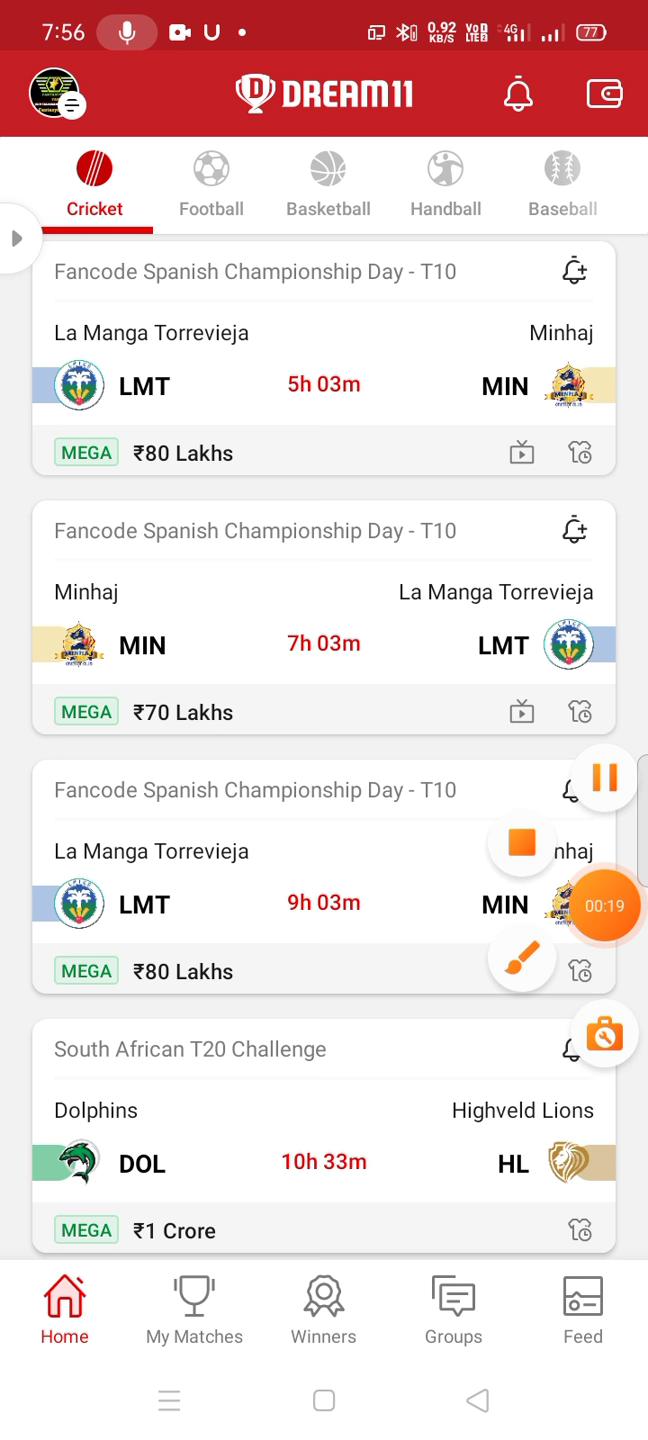 7:56 U 0.92 KB/S VoD LTE2 4G 77
DREAM11
Cricket Football Basketball Handball Baseball
Fancode Spanish Championship Day - T10
La Manga Torrevieja Minhaj
LMT 5h 03m MIN
MEGA ₹80 Lakhs
Fancode Spanish Championship Day - T10
Minhaj La Manga Torrevieja
MIN 7h 03m LMT
MEGA ₹70 Lakhs
Fancode Spanish Championship Day - T10
La Manga Torrevieja nhaj
LMT 9h 03m MIN
00:19
MEGA ₹80 Lakhs
South African T20 Challenge
Dolphins Highveld Lions
DOL 10h 33m HL
MEGA ₹1 Crore
Home My Matches Winners Groups Feed